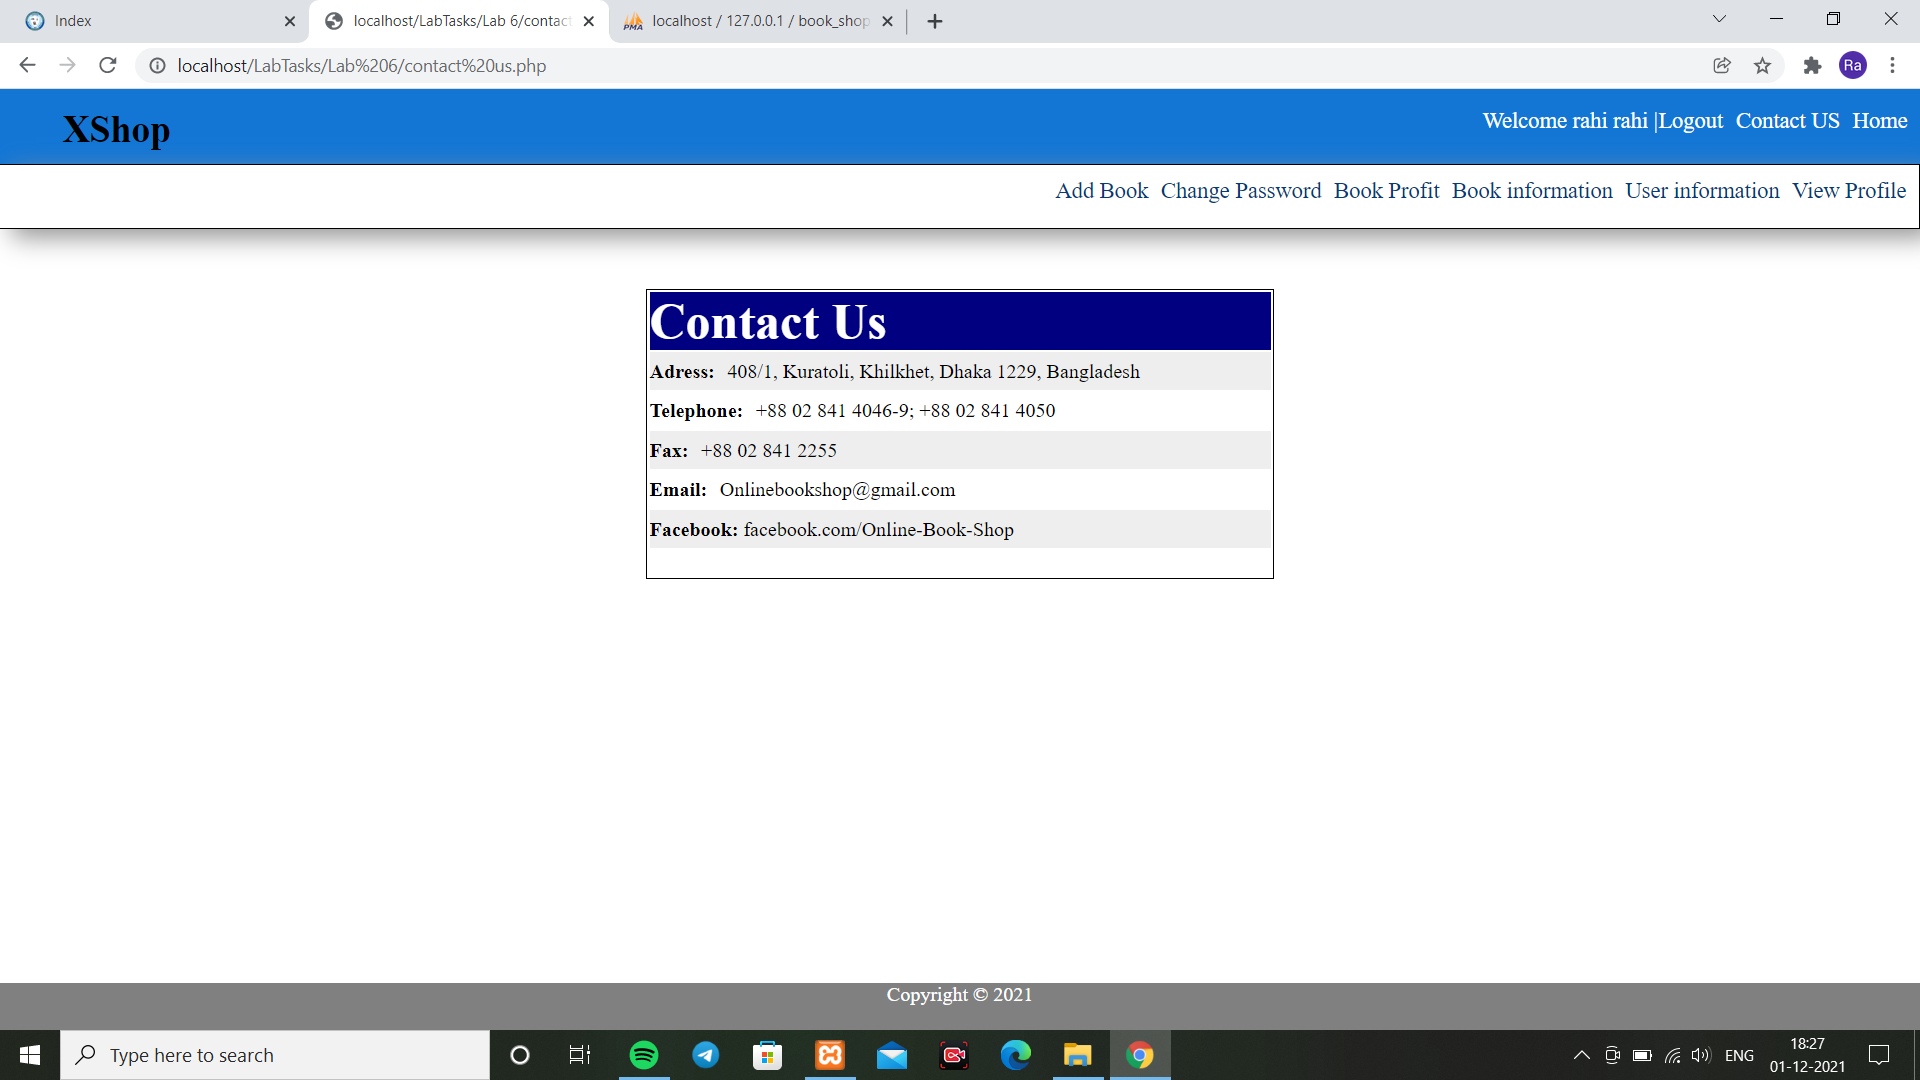 Index
localhost/LabTasks/Lab 6/contact
localhost / 127.0.0.1 / book_shop
localhost/LabTasks/Lab%206/contact%20us.php
Ra
XShop
Welcome rahi rahi |Logout Contact US Home
Add Book Change Password Book Profit Book information User information View Profile
Contact Us
Adress: 408/1, Kuratoli, Khilkhet, Dhaka 1229, Bangladesh
Telephone: +88 02 841 4046-9; +88 02 841 4050
Fax: +88 02 841 2255
Email: Onlinebookshop@gmail.com
Facebook: facebook.com/Online-Book-Shop
Copyright © 2021
Type here to search
ENG
18:27
01-12-2021